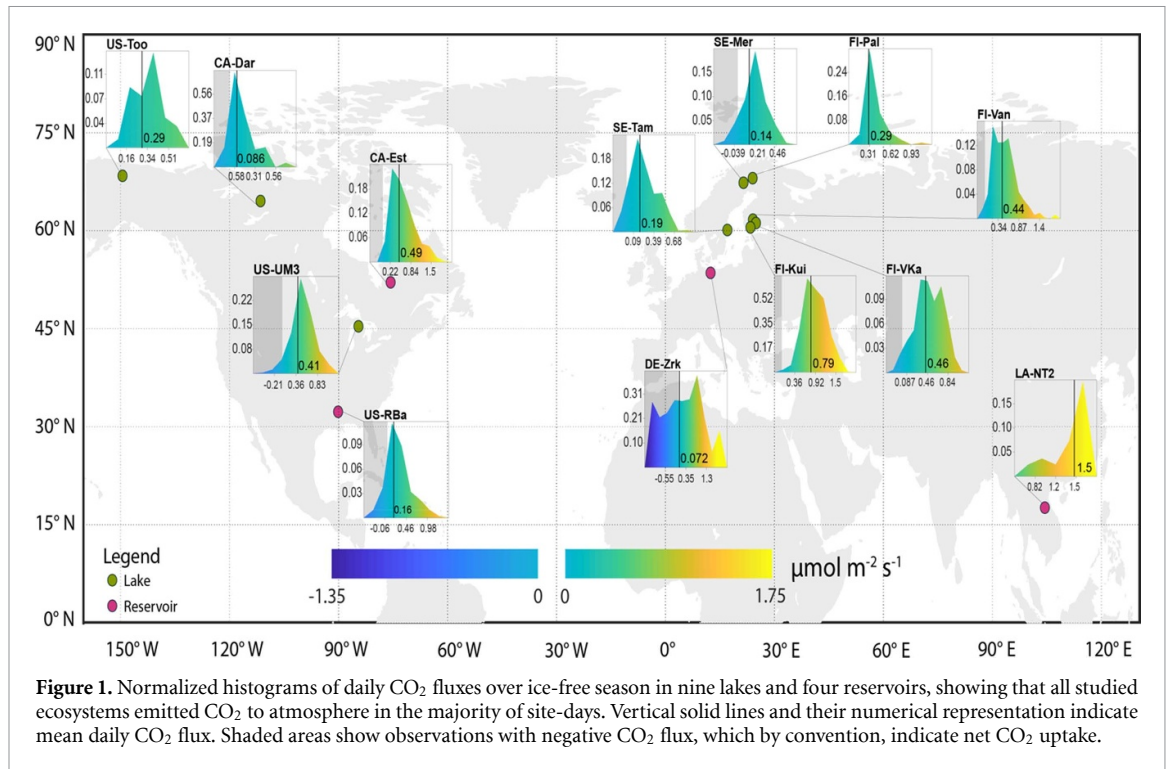 90° N
75° N
60° N
45° N
30° N
15° N
0° N
US-Too
0.11
0.07
0.04
0.29
0.16 0.34 0.51
CA-Dar
0.56
0.37
0.19
0.086
0.58 0.31 0.56
CA-Est
0.18
0.12
0.06
0.49
0.22 0.84 1.5
US-UM3
0.22
0.15
0.08
0.41
-0.21 0.36 0.83
US-RBa
0.09
0.06
0.03
0.16
-0.06 0.46 0.98
SE-Tam
0.18
0.12
0.06
0.19
0.09 0.39 0.68
SE-Mer
0.15
0.10
0.05
0.14
-0.039 0.21 0.46
FI-Pal
0.24
0.16
0.08
0.29
0.31 0.62 0.93
FI-Van
0.12
0.08
0.04
0.44
0.34 0.87 1.4
FI-Kui
0.52
0.35
0.17
0.79
0.36 0.92 1.5
FI-VKa
0.09
0.06
0.03
0.46
0.087 0.46 0.84
DE-Zrk
0.31
0.21
0.10
0.072
-0.55 0.35 1.3
LA-NT2
0.15
0.10
0.05
1.5
0.82 1.2 1.5
Legend
Lake
Reservoir
-1.35 0 0 1.75
µmol m⁻² s⁻¹
150° W 120° W 90° W 60° W 30° W 0° 30° E 60° E 90° E 120° E
Figure 1. Normalized histograms of daily CO₂ fluxes over ice-free season in nine lakes and four reservoirs, showing that all studied
ecosystems emitted CO₂ to atmosphere in the majority of site-days. Vertical solid lines and their numerical representation indicate
mean daily CO₂ flux. Shaded areas show observations with negative CO₂ flux, which by convention, indicate net CO₂ uptake.